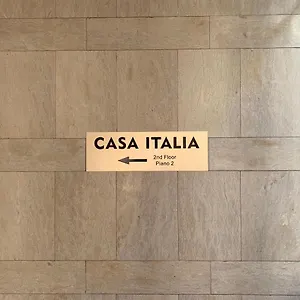 CASA ITALIA
2nd Floor
Piano 2